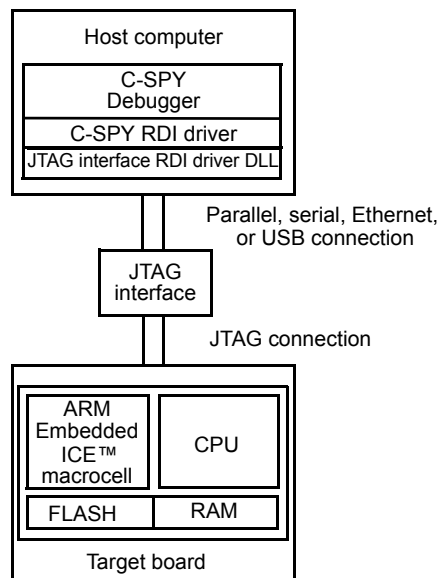 Host computer
C-SPY
Debugger
C-SPY RDI driver
JTAG interface RDI driver DLL
Parallel, serial, Ethernet,
or USB connection
JTAG
interface
JTAG connection
ARM
Embedded
ICE™
macrocell
CPU
FLASH
RAM
Target board